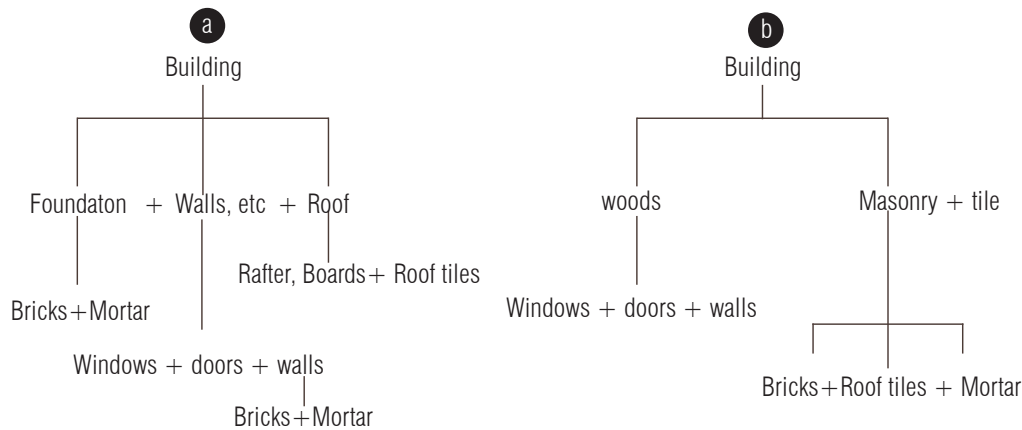 a
Building
Foundaton + Walls, etc + Roof
Rafter, Boards+ Roof tiles
Bricks+Mortar
Windows + doors + walls
Bricks+Mortar
b
Building
woods
Masonry + tile
Windows + doors + walls
Bricks+Roof tiles + Mortar